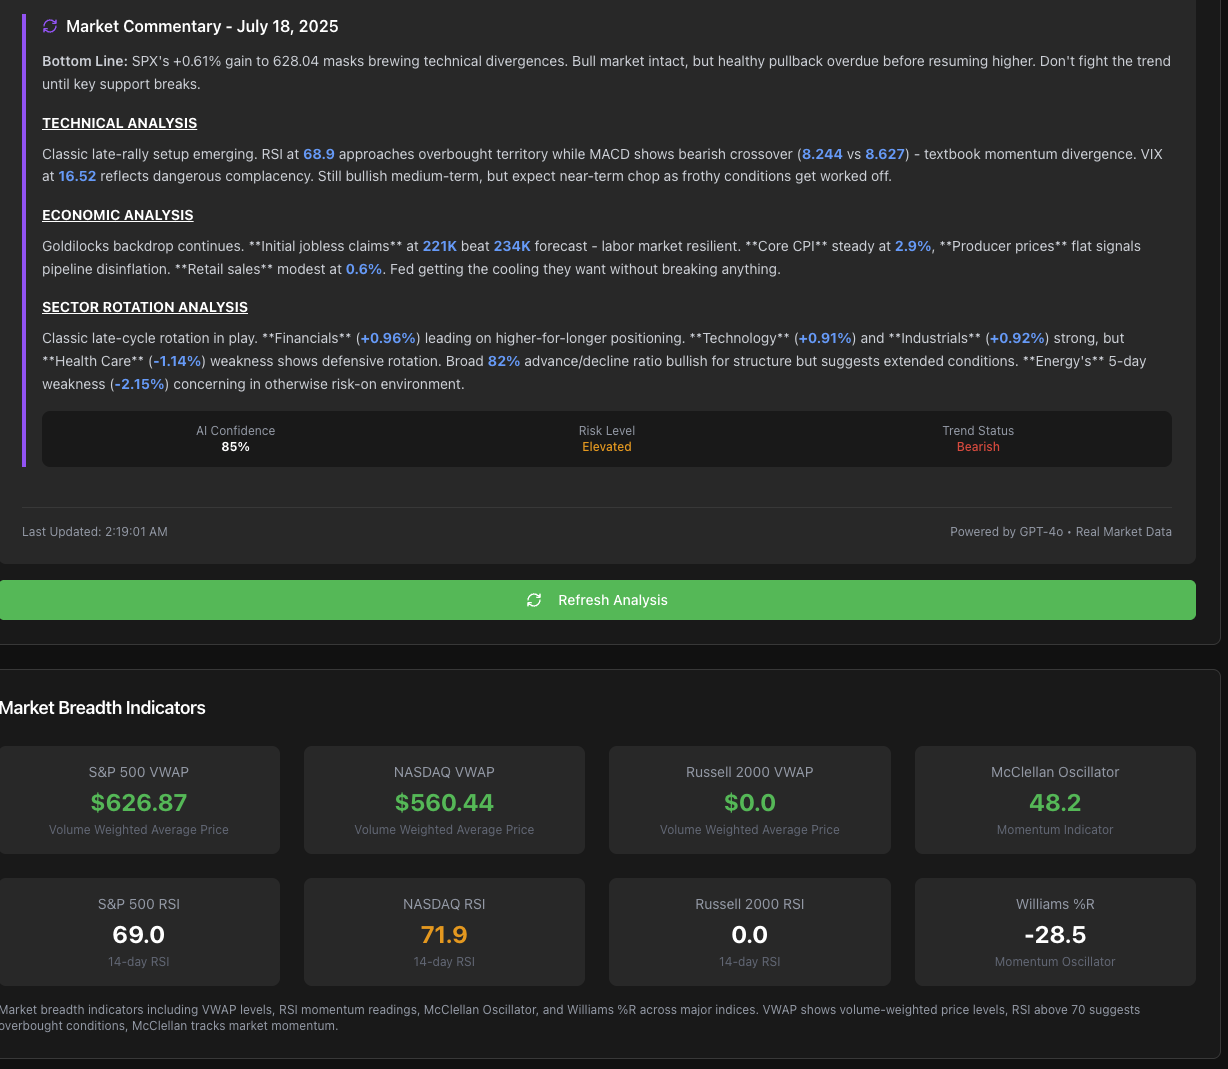 Market Commentary - July 18, 2025
Bottom Line: SPX's +0.61% gain to 628.04 masks brewing technical divergences. Bull market intact, but healthy pullback overdue before resuming higher. Don't fight the trend
until key support breaks.
TECHNICAL ANALYSIS
Classic late-rally setup emerging. RSI at 68.9 approaches overbought territory while MACD shows bearish crossover (8.244 vs 8.627) - textbook momentum divergence. VIX
at 16.52 reflects dangerous complacency. Still bullish medium-term, but expect near-term chop as frothy conditions get worked off.
ECONOMIC ANALYSIS
Goldilocks backdrop continues. **Initial jobless claims** at 221K beat 234K forecast - labor market resilient. **Core CPI** steady at 2.9%, **Producer prices** flat signals
pipeline disinflation. **Retail sales** modest at 0.6%. Fed getting the cooling they want without breaking anything.
SECTOR ROTATION ANALYSIS
Classic late-cycle rotation in play. **Financials** (+0.96%) leading on higher-for-longer positioning. **Technology** (+0.91%) and **Industrials** (+0.92%) strong, but
**Health Care** (-1.14%) weakness shows defensive rotation. Broad 82% advance/decline ratio bullish for structure but suggests extended conditions. **Energy's** 5-day
weakness (-2.15%) concerning in otherwise risk-on environment.
AI Confidence Risk Level Trend Status
85% Elevated Bearish
Last Updated: 2:19:01 AM Powered by GPT-4o • Real Market Data
Refresh Analysis
Market Breadth Indicators
S&P 500 VWAP NASDAQ VWAP Russell 2000 VWAP McClellan Oscillator
$626.87 $560.44 $0.0 48.2
Volume Weighted Average Price Volume Weighted Average Price Volume Weighted Average Price Momentum Indicator
S&P 500 RSI NASDAQ RSI Russell 2000 RSI Williams %R
69.0 71.9 0.0 -28.5
14-day RSI 14-day RSI 14-day RSI Momentum Oscillator
Market breadth indicators including VWAP levels, RSI momentum readings, McClellan Oscillator, and Williams %R across major indices. VWAP shows volume-weighted price levels, RSI above 70 suggests
overbought conditions, McClellan tracks market momentum.